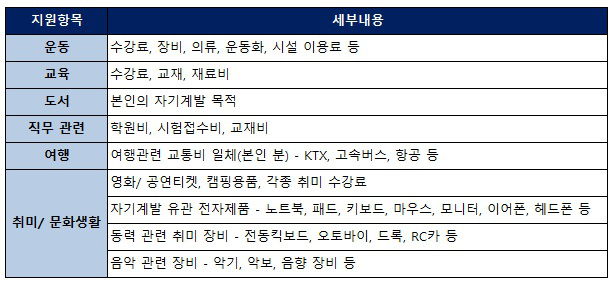 지원항목 세부내용
운동 수강료, 장비, 의류, 운동화, 시설 이용료 등
교육 수강료, 교재, 재료비
도서 본인의 자기계발 목적
직무 관련 학원비, 시험접수비, 교재비
여행 여행관련 교통비 일체(본인 분) - KTX, 고속버스, 항공 등
취미/ 문화생활 영화/ 공연티켓, 캠핑용품, 각종 취미 수강료
자기계발 유관 전자제품 - 노트북, 패드, 키보드, 마우스, 모니터, 이어폰, 헤드폰 등
동력 관련 취미 장비 - 전동킥보드, 오토바이, 드록, RC카 등
음악 관련 장비 - 악기, 악보, 음향 장비 등